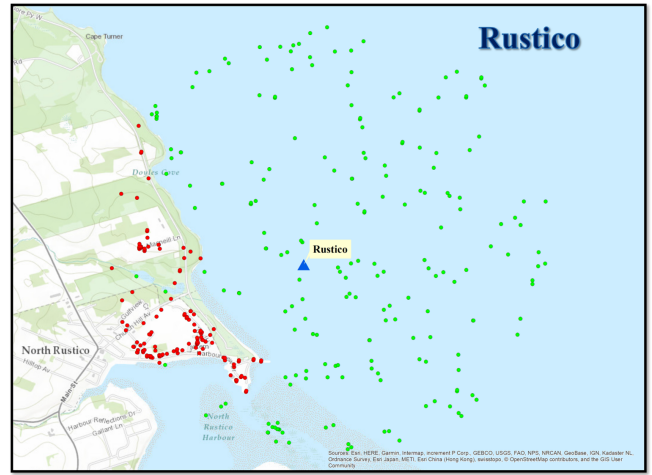 Rustico
Cape Turner
Doyles Cove
Rustico
North Rustico
Hilltop Av
Main St
Harbour Reflections Dr
Gallant Ln
North
Rustico
Harbour
Sources: Esri, HERE, Garmin, Intermap, increment P Corp., GEBCO, USGS, FAO, NPS, NRCAN, GeoBase, IGN, Kadaster NL,
Ordnance Survey, Esri Japan, METI, Esri China (Hong Kong), swisstopo, © OpenStreetMap contributors, and the GIS User
Community